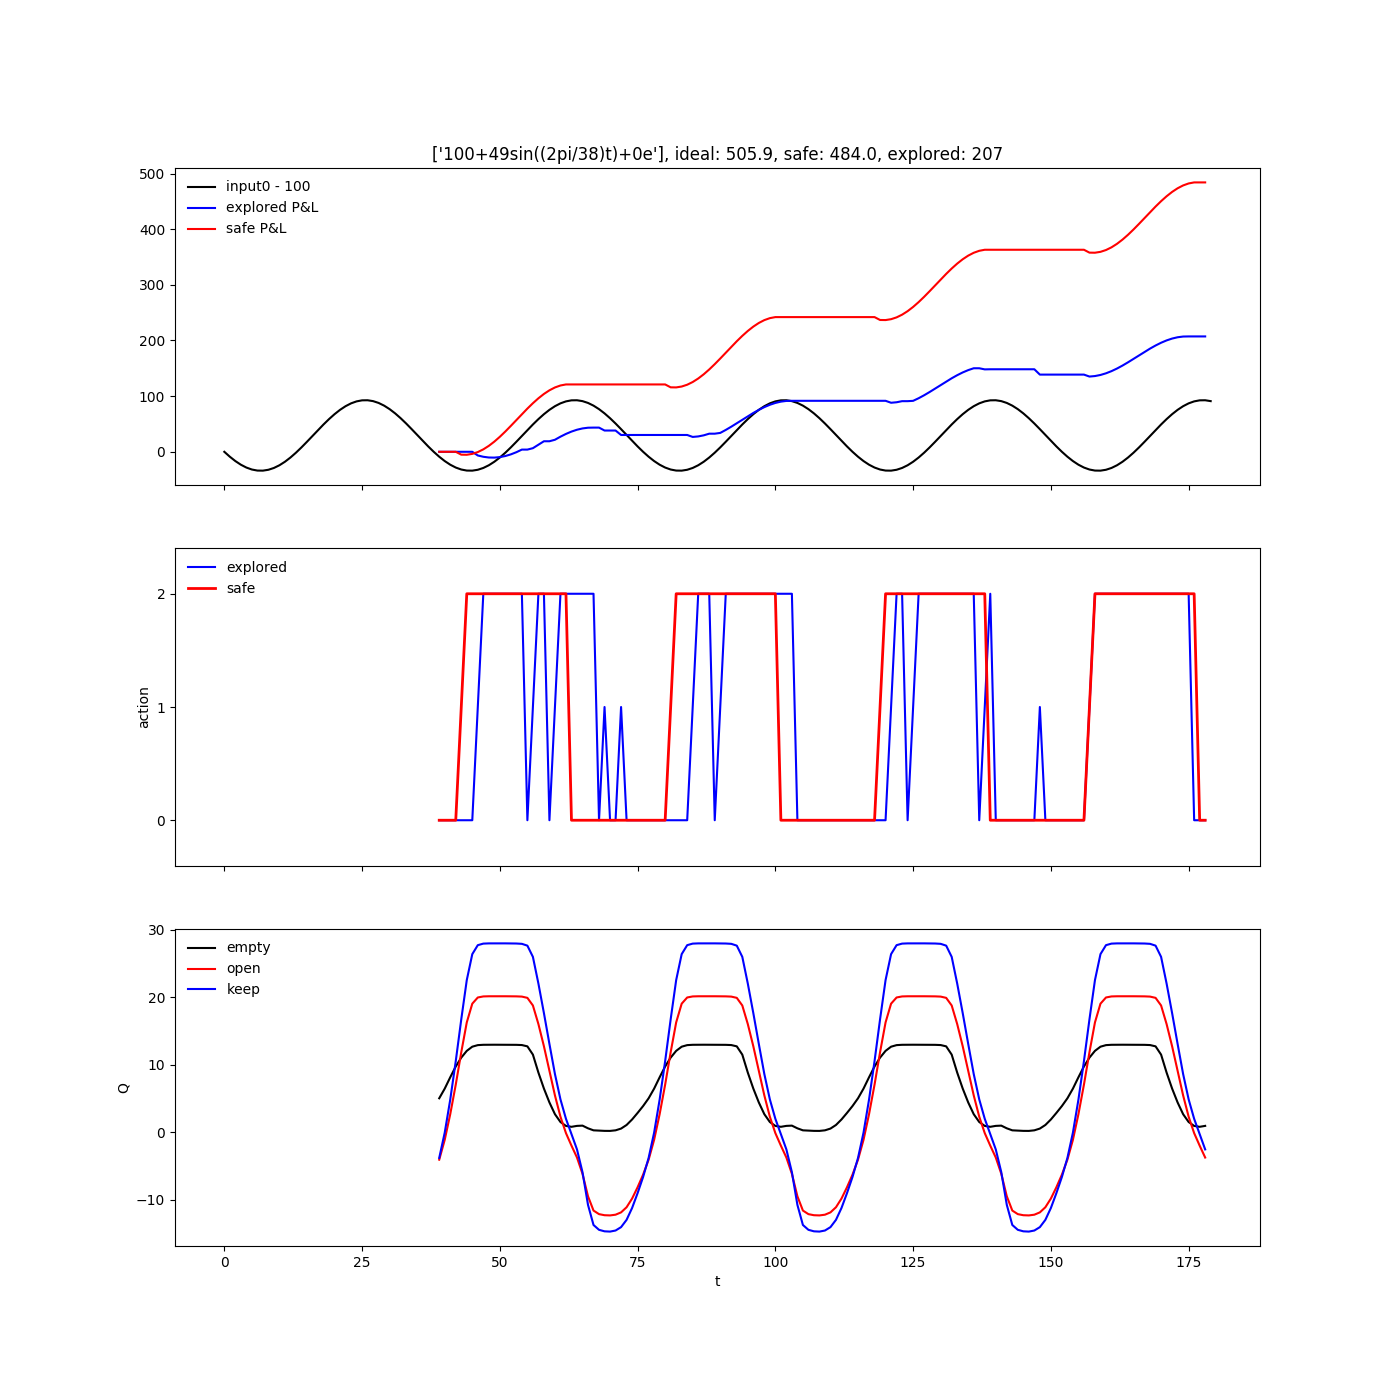 ['100+49sin((2pi/38)t)+0e'], ideal: 505.9, safe: 484.0, explored: 207
500
400
300
200
100
0
input0 - 100
explored P&L
safe P&L
2
1
0
action
explored
safe
30
20
10
0
−10
Q
empty
open
keep
0 25 50 75 100 125 150 175
t